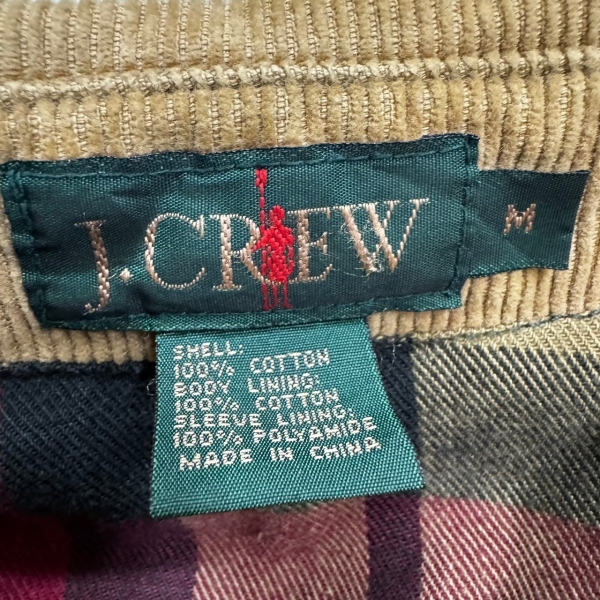 J.CREW
M
SHELL:
100% COTTON
BODY LINING:
100% COTTON
SLEEVE LINING:
100% POLYAMIDE
MADE IN CHINA